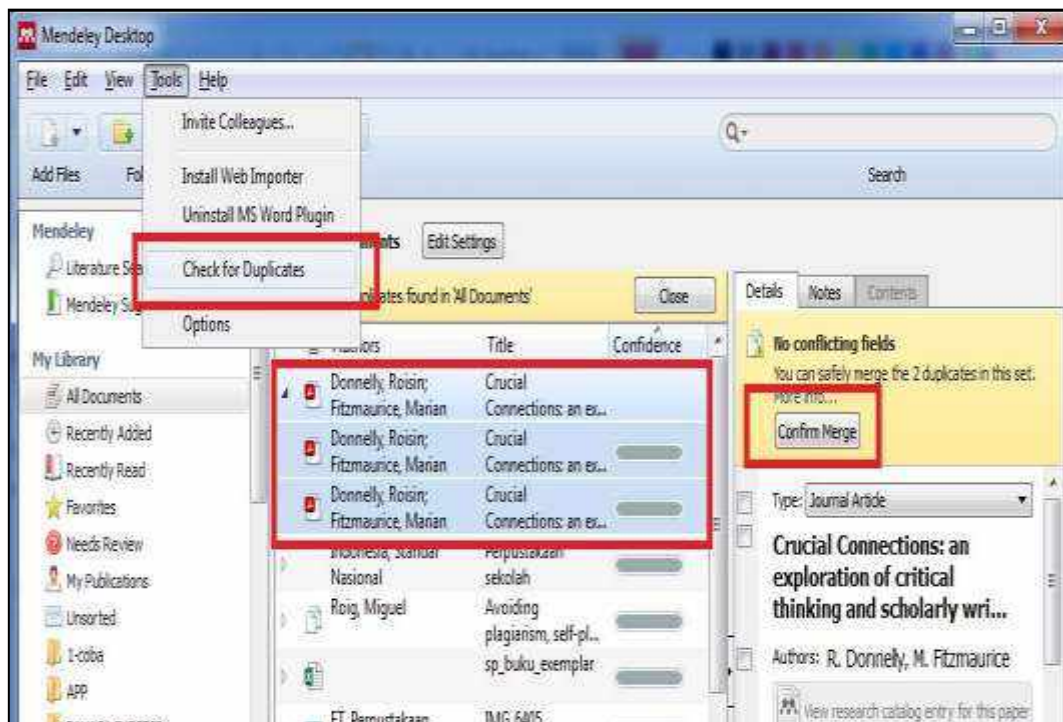 Mendeley Desktop
File Edit View Tools Help
Invite Colleagues...
Install Web Importer
Uninstall MS Word Plugin
Check for Duplicates
Options
Add Files
Search
Mendeley
Literature Sea
Mendeley Sug
My Library
All Documents
Recently Added
Recently Read
Favorites
Needs Review
My Publications
Unsorted
1-coba
APP
Edit Settings
found in 'All Documents'
Close
Title
Confidence
Donnelly, Roisin;
Fitzmaurice, Marian
Crucial
Connections: an ex...
Donnelly, Roisin;
Fitzmaurice, Marian
Crucial
Connections: an ex...
Donnelly, Roisin;
Fitzmaurice, Marian
Crucial
Connections: an ex...
Indonesia, Standar
Nasional
Perpustakaan
sekolah
Roig, Miguel
Avoiding
plagiarism, self-pl...
sp_buku_exemplar
FT. Perpustakaan
IMG_6405
Details
Notes
Contents
No conflicting fields
You can safely merge the 2 duplicates in this set.
More info...
Confirm Merge
Type: Journal Article
Crucial Connections: an
exploration of critical
thinking and scholarly wri...
Authors: R. Donnelly, M. Fitzmaurice
View research catalog entry for this paper